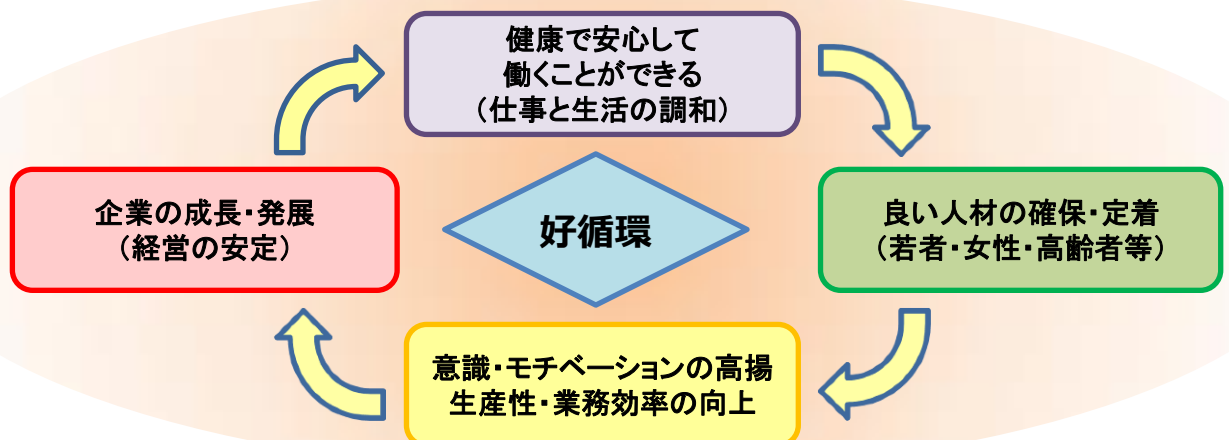 健康で安心して
働くことができる
（仕事と生活の調和）
企業の成長・発展
（経営の安定）
好循環
良い人材の確保・定着
（若者・女性・高齢者等）
意識・モチベーションの高揚
生産性・業務効率の向上